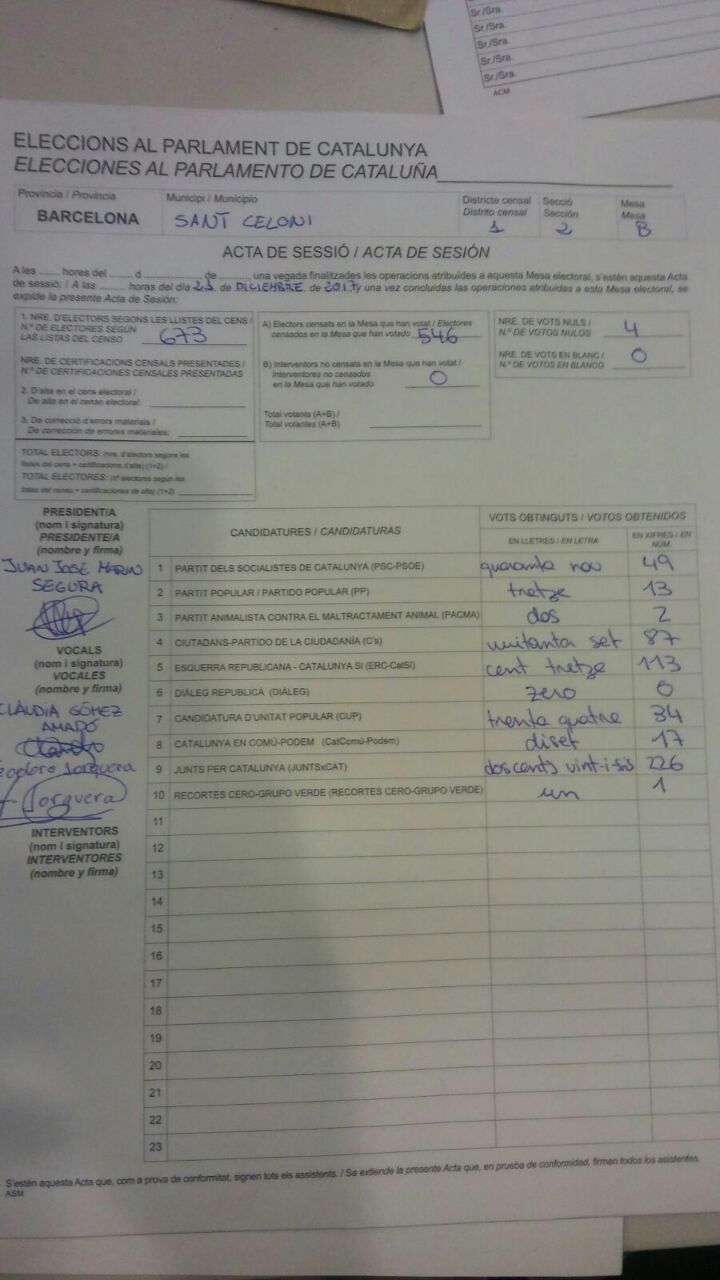 Sr./Sra.
Sr./Sra.
Sr./Sra.
Sr./Sra.
Sr./Sra.
ACM
ELECCIONS AL PARLAMENT DE CATALUNYA
ELECCIONES AL PARLAMENTO DE CATALUÑA
Província / Provincia
BARCELONA
Municipi / Municipio
SANT CELONI
Districte censal
Distrito censal
1
Secció
Sección
2
Mesa
Mesa
B
ACTA DE SESSIÓ / ACTA DE SESIÓN
A les ........ hores del ........ d ........ de ........ una vegada finalitzades les operacions atribuïdes a aquesta Mesa electoral, s'estén aquesta Acta
de sessió: / A las ........ horas del día 21 de DICIEMBRE de 2017 y una vez concluidas las operaciones atribuidas a esta Mesa electoral, se
expide la presente Acta de Sesión:
1. NRE. D'ELECTORS SEGONS LES LLISTES DEL CENS /
N.º DE ELECTORES SEGÚN
LAS LISTAS DEL CENSO 673
NRE. DE CERTIFICACIONS CENSALS PRESENTADES /
N.º DE CERTIFICACIONES CENSALES PRESENTADAS
2. D'alta en el cens electoral /
De alta en el censo electoral:
3. De correcció d'errors materials /
De corrección de errores materiales:
TOTAL ELECTORS: (nre. d'electors segons les
llistes del cens + certificacions d'alta) (1+2) /
TOTAL ELECTORES: (nº electores según las
listas del censo + certificaciones de alta) (1+2)
A) Electors censats en la Mesa que han votat / Electores
censados en la Mesa que han votado 546
B) Interventors no censats en la Mesa que han votat /
Interventores no censados
en la Mesa que han votado 0
Total votants (A+B) /
Total votantes (A+B)
NRE. DE VOTS NULS /
N.º DE VOTOS NULOS 4
NRE. DE VOTS EN BLANC /
N.º DE VOTOS EN BLANCO 0
PRESIDENT/A
(nom i signatura)
PRESIDENTE/A
(nombre y firma)
JUAN JOSE MARIN
SEGURA
VOCALS
(nom i signatura)
VOCALES
(nombre y firma)
CLAUDIA GÓMEZ
AMADÓ
Claudia
Teodoro Jorquera
Jorquera
INTERVENTORS
(nom i signatura)
INTERVENTORES
(nombre y firma)
CANDIDATURES / CANDIDATURAS
VOTS OBTINGUTS / VOTOS OBTENIDOS
EN LLETRES / EN LETRA
EN XIFRES / EN NÚM.
1 PARTIT DELS SOCIALISTES DE CATALUNYA (PSC-PSOE) quaranta nou 49
2 PARTIT POPULAR / PARTIDO POPULAR (PP) tretze 13
3 PARTIT ANIMALISTA CONTRA EL MALTRACTAMENT ANIMAL (PACMA) dos 2
4 CIUTADANS-PARTIDO DE LA CIUDADANÍA (C's) vuitanta set 87
5 ESQUERRA REPUBLICANA - CATALUNYA SÍ (ERC-CatSí) cent tretze 113
6 DIÀLEG REPUBLICÀ (DIÀLEG) zero 0
7 CANDIDATURA D'UNITAT POPULAR (CUP) trenta quatre 34
8 CATALUNYA EN COMÚ-PODEM (CatComú-Podem) diset 17
9 JUNTS PER CATALUNYA (JUNTSxCAT) doscents vint-i-sis 226
10 RECORTES CERO-GRUPO VERDE (RECORTES CERO-GRUPO VERDE) un 1
11
12
13
14
15
16
17
18
19
20
21
22
23
S'estén aquesta Acta que, com a prova de conformitat, signen tots els assistents. / Se extiende la presente Acta que, en prueba de conformidad, firman todos los asistentes.
ASM